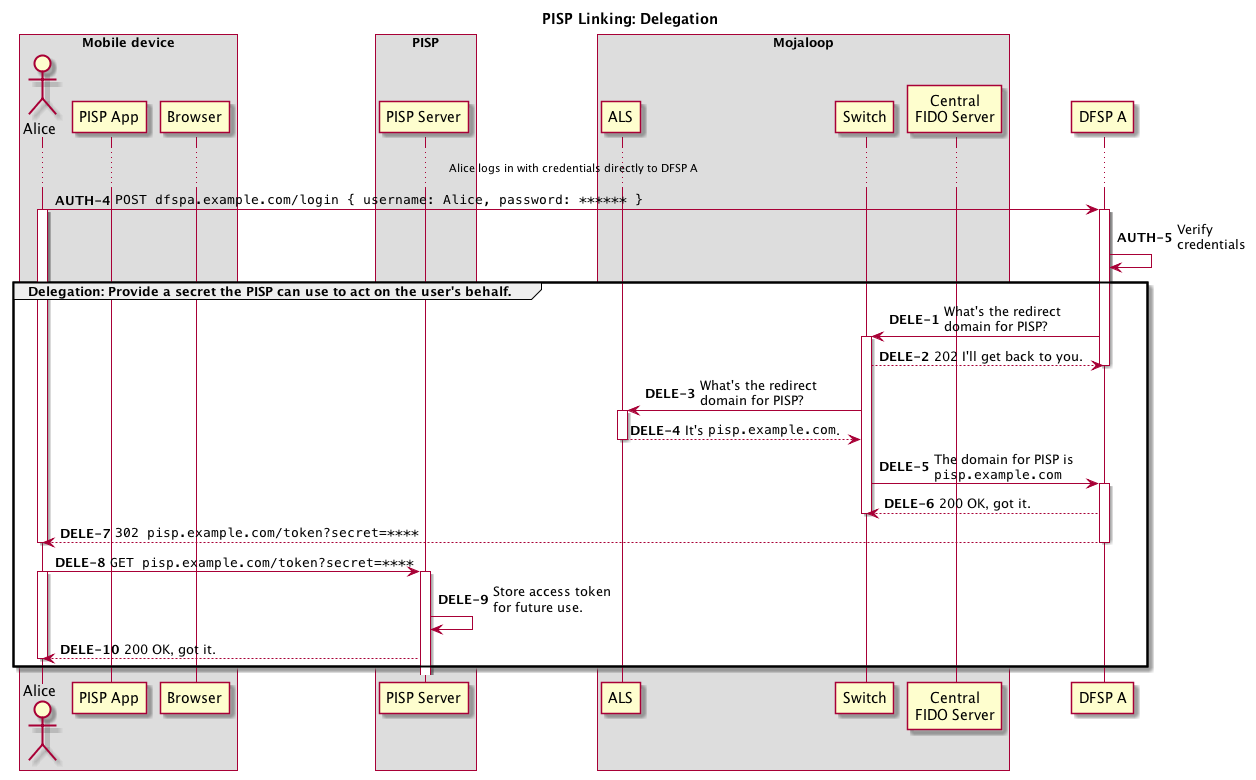 PISP Linking: Delegation
Mobile device
PISP
Mojaloop
Alice
PISP App
Browser
PISP Server
ALS
Switch
Central
FIDO Server
DFSP A
Alice logs in with credentials directly to DFSP A
AUTH-4 POST dfspa.example.com/login { username: Alice, password: ****** }
AUTH-5 Verify
credentials
Delegation: Provide a secret the PISP can use to act on the user's behalf.
DELE-1 What's the redirect
domain for PISP?
DELE-2 202 I'll get back to you.
DELE-3 What's the redirect
domain for PISP?
DELE-4 It's pisp.example.com.
DELE-5 The domain for PISP is
pisp.example.com
DELE-6 200 OK, got it.
DELE-7 302 pisp.example.com/token?secret=****
DELE-8 GET pisp.example.com/token?secret=****
DELE-9 Store access token
for future use.
DELE-10 200 OK, got it.
Alice
PISP App
Browser
PISP Server
ALS
Switch
Central
FIDO Server
DFSP A